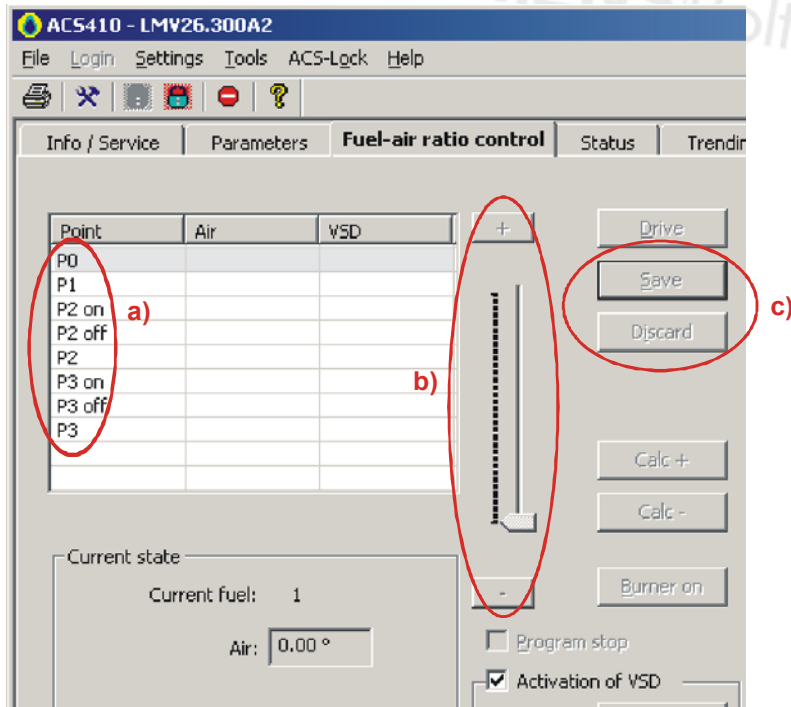 ACS410 - LMV26.300A2
File Login Settings Tools ACS-Lock Help
Info / Service Parameters Fuel-air ratio control Status Trendin
Point Air VSD
P0
P1
P2 on
P2 off
P2
P3 on
P3 off
P3
a)
b)
+
-
Drive
Save
Discard
c)
Calc +
Calc -
Burner on
Current state
Current fuel: 1
Air: 0.00 °
Program stop
Activation of VSD